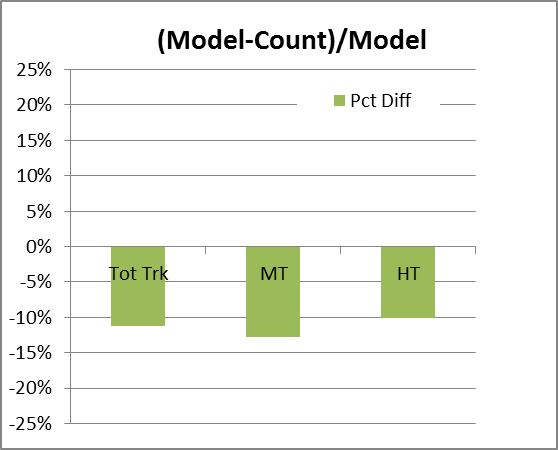 (Model-Count)/Model
25%
20%
15%
10%
5%
0%
-5%
-10%
-15%
-20%
-25%
Pct Diff
Tot Trk
MT
HT